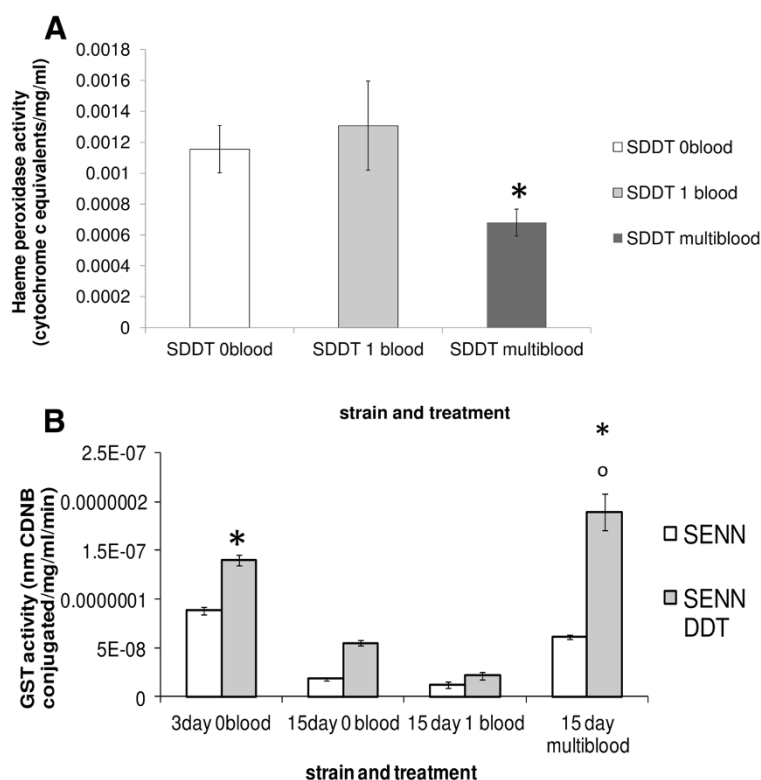 A
Haeme peroxidase activity
(cytochrome c equivalents/mg/ml)
0.0018
0.0016
0.0014
0.0012
0.001
0.0008
0.0006
0.0004
0.0002
0
*
SDDT 0blood
SDDT 1 blood
SDDT multiblood
strain and treatment
SDDT 0blood
SDDT 1 blood
SDDT multiblood
B
GST activity (nm CDNB
conjugated/mg/ml/min)
2.5E-07
0.0000002
1.5E-07
0.0000001
5E-08
0
*
*
o
3day 0blood
15day 0 blood
15day 1 blood
15 day
multiblood
strain and treatment
SENN
SENN
DDT